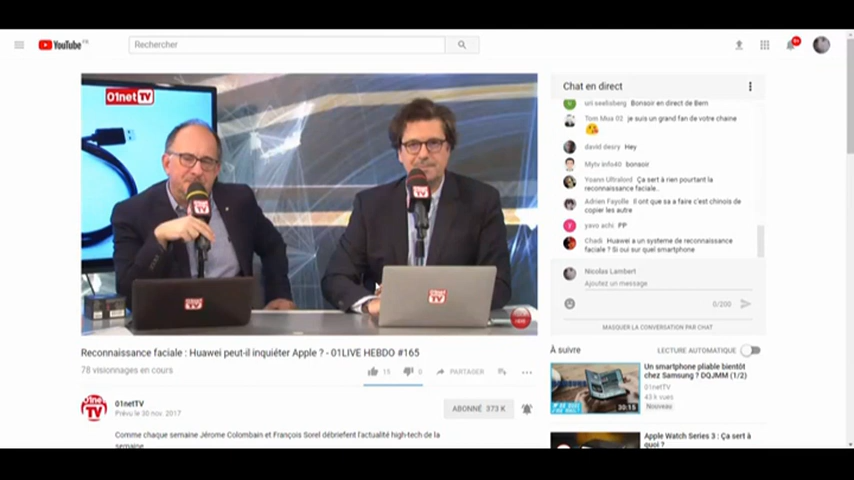 YouTube FR
Rechercher
9+
01net TV
Reconnaissance faciale : Huawei peut-il inquiéter Apple ? - 01LIVE HEBDO #165
78 visionnages en cours
15
0
PARTAGER
01netTV
Prévu le 30 nov. 2017
ABONNÉ 373 K
Comme chaque semaine Jérome Colombain et François Sorel débriefent l'actualité high-tech de la
semaine
Chat en direct
uri seelisberg Bonsoir en direct de Bern
Tom Mua 02 je suis un grand fan de votre chaine
david desry Hey
Mytv info40 bonsoir
Yoann Ultralord Ça sert à rien pourtant la
reconnaissance faciale..
Adrien Fayolle Il ont que sa a faire c'est chinois de
copier les autre
yavo achi PP
Chadi Huawei a un systeme de reconnaissance
faciale ? Si oui sur quel smartphone
Nicolas Lambert
Ajoutez un message
0/200
MASQUER LA CONVERSATION PAR CHAT
À suivre
LECTURE AUTOMATIQUE
Un smartphone pliable bientôt
chez Samsung ? DQJMM (1/2)
01netTV
43 k vues
Nouveau
30:15
Apple Watch Series 3 : Ça sert à
quoi ?